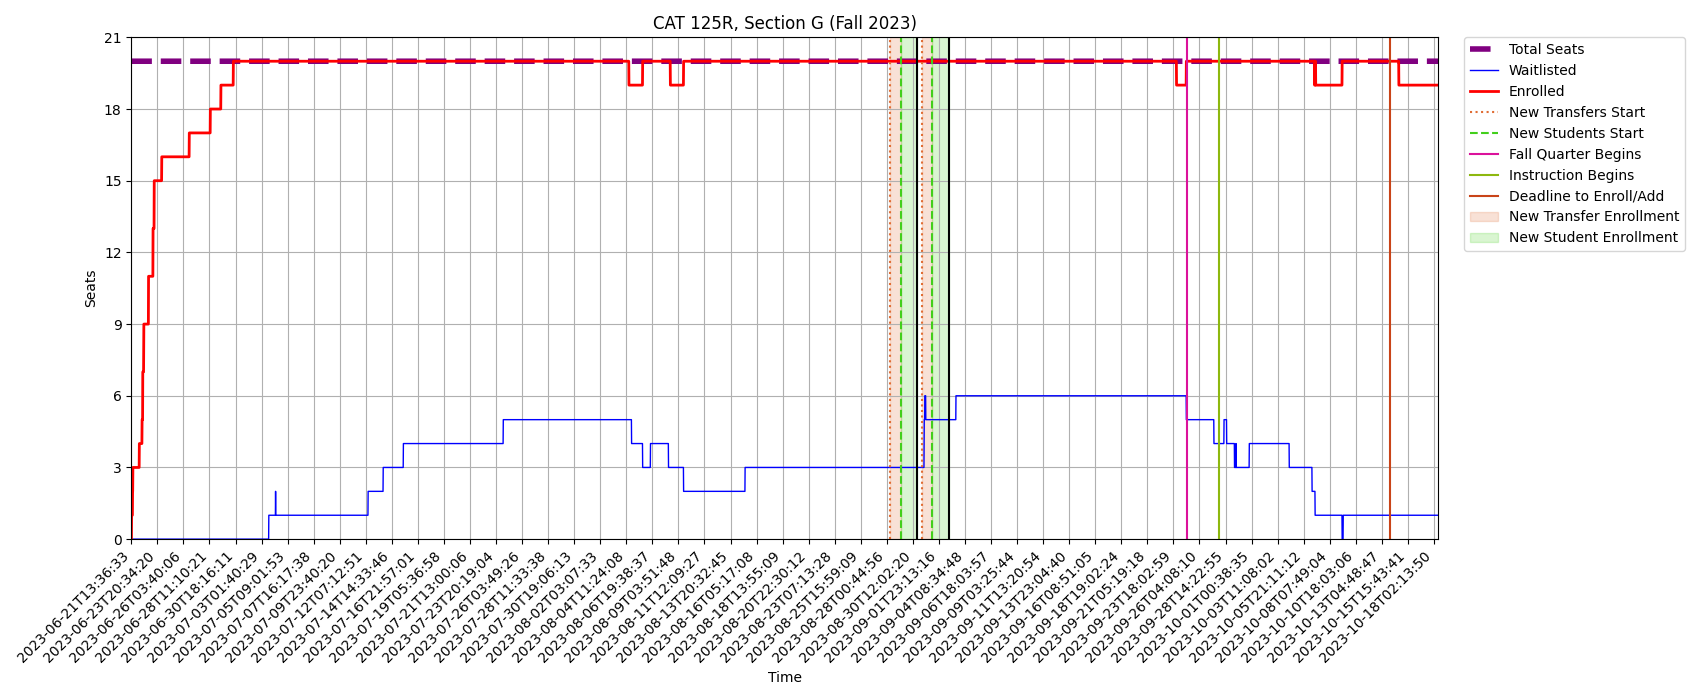 CAT 125R, Section G (Fall 2023)
21
18
15
12
9
6
3
0
Seats
2023-06-21T13:36:33
2023-06-23T20:34:20
2023-06-26T03:40:06
2023-06-28T11:10:21
2023-06-30T18:16:11
2023-07-03T01:40:29
2023-07-05T09:01:53
2023-07-07T16:17:38
2023-07-09T23:40:20
2023-07-12T07:12:51
2023-07-14T14:33:46
2023-07-16T21:57:01
2023-07-19T05:36:58
2023-07-21T13:00:06
2023-07-23T20:19:04
2023-07-26T03:49:26
2023-07-28T11:33:38
2023-07-30T19:06:13
2023-08-02T03:07:33
2023-08-04T11:24:08
2023-08-06T19:38:37
2023-08-09T03:51:48
2023-08-11T12:09:27
2023-08-13T20:32:45
2023-08-16T05:17:08
2023-08-18T13:55:09
2023-08-20T22:30:12
2023-08-23T07:13:28
2023-08-25T15:59:09
2023-08-28T00:44:56
2023-08-30T11:02:20
2023-09-01T23:13:16
2023-09-04T08:34:48
2023-09-06T18:03:57
2023-09-09T03:25:44
2023-09-11T13:20:54
2023-09-13T23:04:40
2023-09-16T08:51:05
2023-09-18T19:02:24
2023-09-21T05:19:18
2023-09-23T18:02:59
2023-09-26T04:08:10
2023-09-28T14:22:55
2023-10-01T00:38:35
2023-10-03T11:08:02
2023-10-05T21:11:12
2023-10-08T07:49:04
2023-10-10T18:03:06
2023-10-13T04:48:47
2023-10-15T15:43:41
2023-10-18T02:13:50
Time
Total Seats
Waitlisted
Enrolled
New Transfers Start
New Students Start
Fall Quarter Begins
Instruction Begins
Deadline to Enroll/Add
New Transfer Enrollment
New Student Enrollment